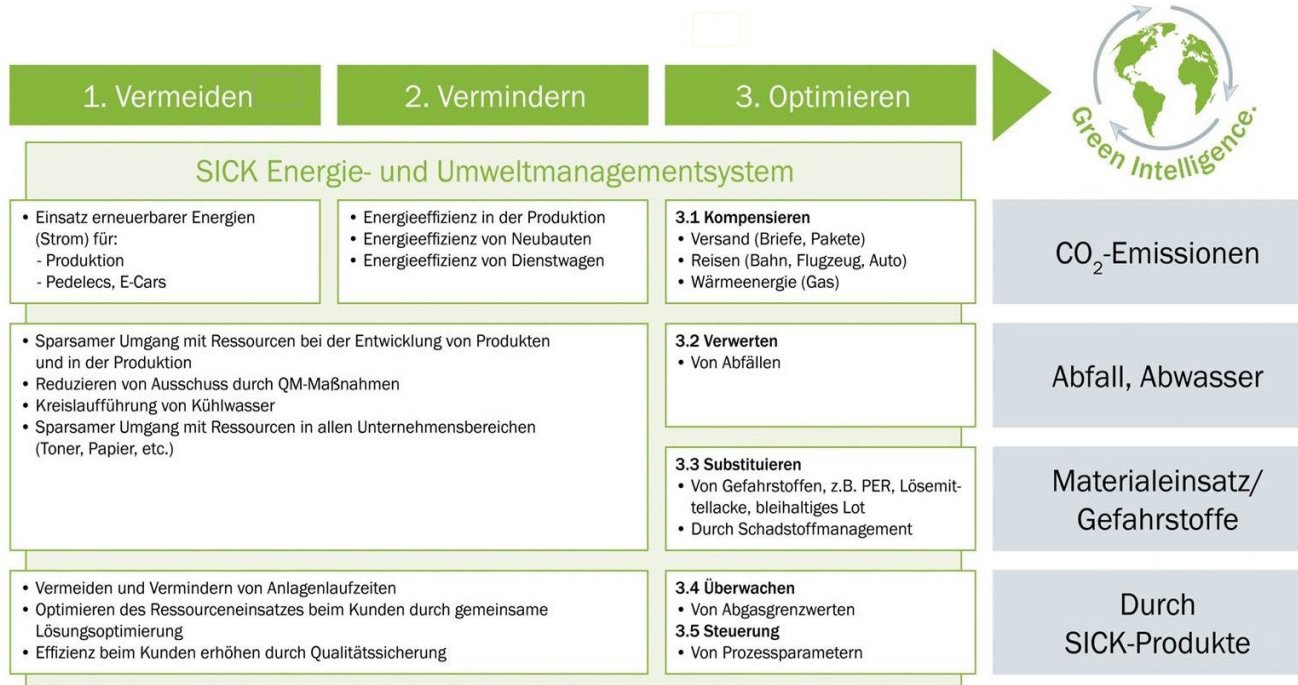 1. Vermeiden
2. Vermindern
3. Optimieren
Green Intelligence.
SICK Energie- und Umweltmanagementsystem
• Einsatz erneuerbarer Energien
(Strom) für:
- Produktion
- Pedelecs, E-Cars
• Energieeffizienz in der Produktion
• Energieeffizienz von Neubauten
• Energieeffizienz von Dienstwagen
3.1 Kompensieren
• Versand (Briefe, Pakete)
• Reisen (Bahn, Flugzeug, Auto)
• Wärmeenergie (Gas)
CO₂-Emissionen
• Sparsamer Umgang mit Ressourcen bei der Entwicklung von Produkten
und in der Produktion
• Reduzieren von Ausschuss durch QM-Maßnahmen
• Kreislaufführung von Kühlwasser
• Sparsamer Umgang mit Ressourcen in allen Unternehmensbereichen
(Toner, Papier, etc.)
3.2 Verwerten
• Von Abfällen
Abfall, Abwasser
3.3 Substituieren
• Von Gefahrstoffen, z.B. PER, Lösemit-
tellacke, bleihaltiges Lot
• Durch Schadstoffmanagement
Materialeinsatz/
Gefahrstoffe
• Vermeiden und Vermindern von Anlagenlaufzeiten
• Optimieren des Ressourceneinsatzes beim Kunden durch gemeinsame
Lösungsoptimierung
• Effizienz beim Kunden erhöhen durch Qualitätssicherung
3.4 Überwachen
• Von Abgasgrenzwerten
3.5 Steuerung
• Von Prozessparametern
Durch
SICK-Produkte